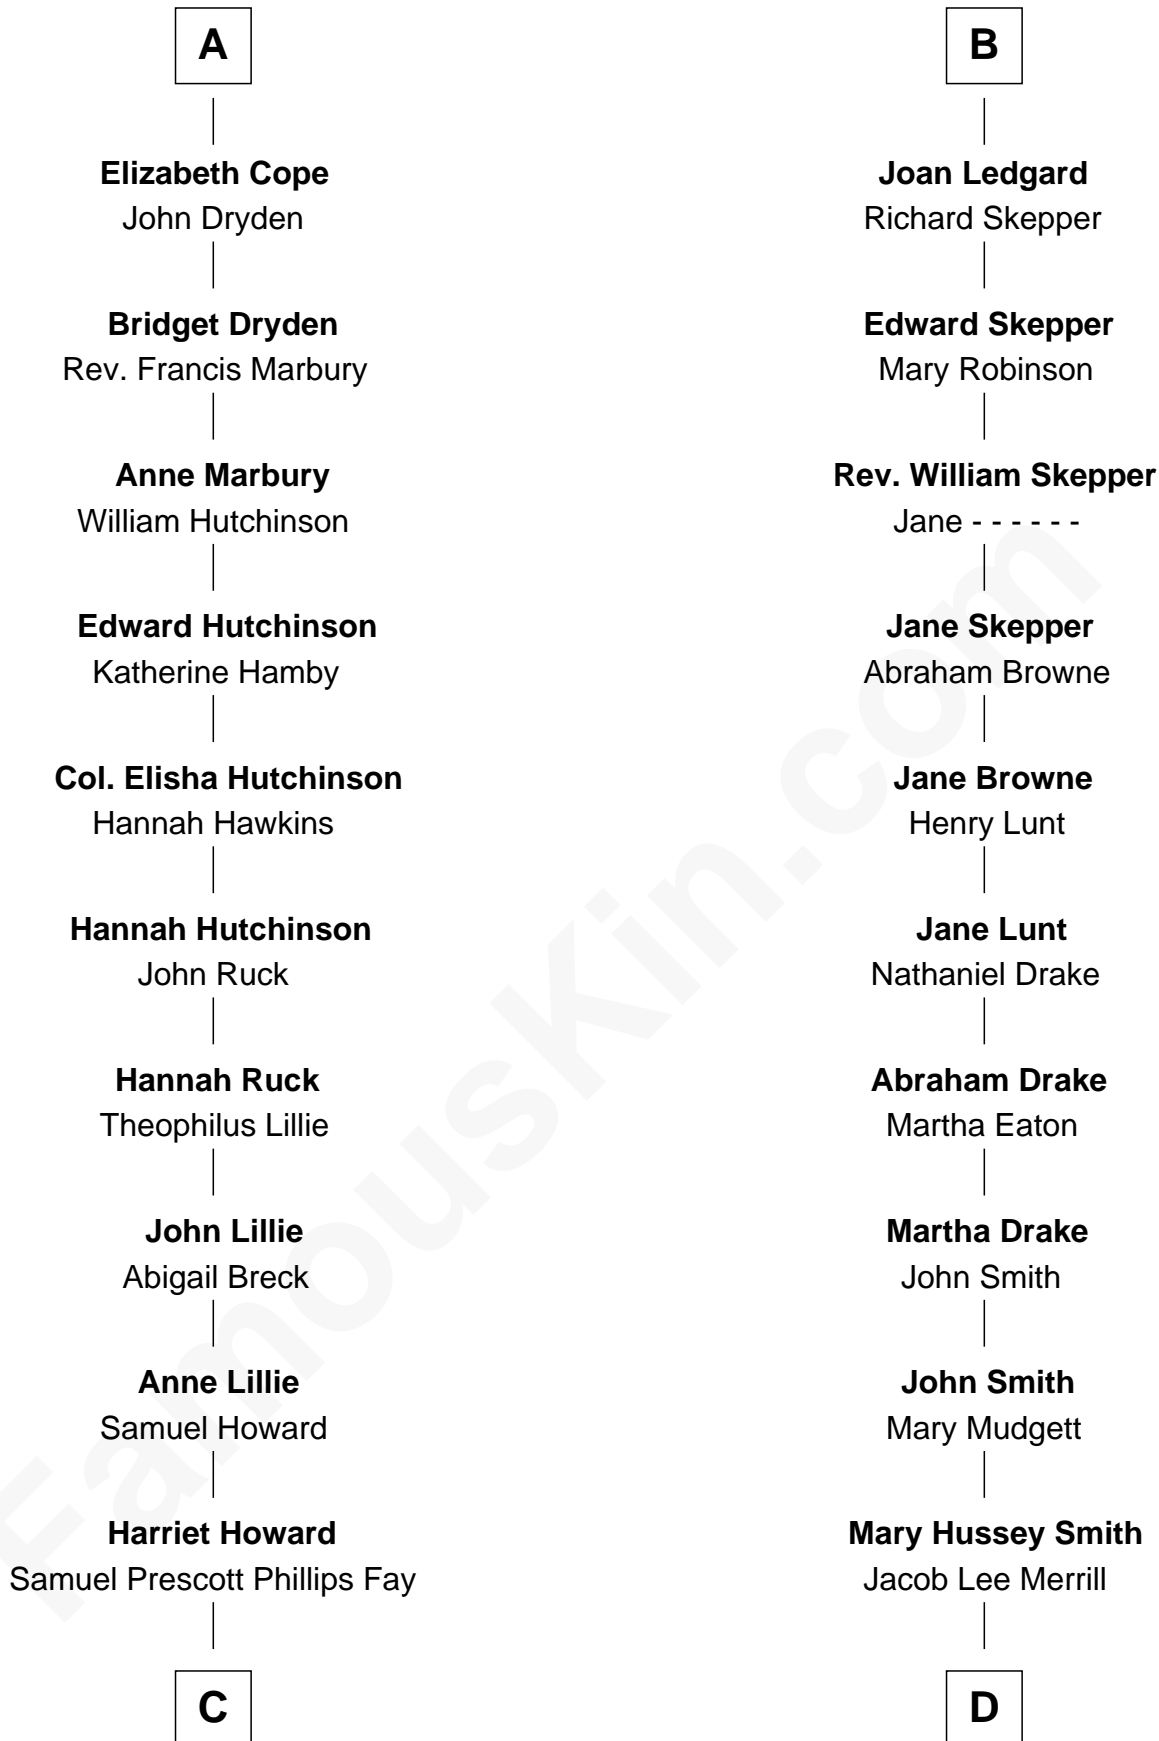 A
Elizabeth Cope
John Dryden
Bridget Dryden
Rev. Francis Marbury
Anne Marbury
William Hutchinson
Edward Hutchinson
Katherine Hamby
Col. Elisha Hutchinson
Hannah Hawkins
Hannah Hutchinson
John Ruck
Hannah Ruck
Theophilus Lillie
John Lillie
Abigail Breck
Anne Lillie
Samuel Howard
Harriet Howard
Samuel Prescott Phillips Fay
C
B
Joan Ledgard
Richard Skepper
Edward Skepper
Mary Robinson
Rev. William Skepper
Jane - - - - - -
Jane Skepper
Abraham Browne
Jane Browne
Henry Lunt
Jane Lunt
Nathaniel Drake
Abraham Drake
Martha Eaton
Martha Drake
John Smith
John Smith
Mary Mudgett
Mary Hussey Smith
Jacob Lee Merrill
D
FamousKin.com